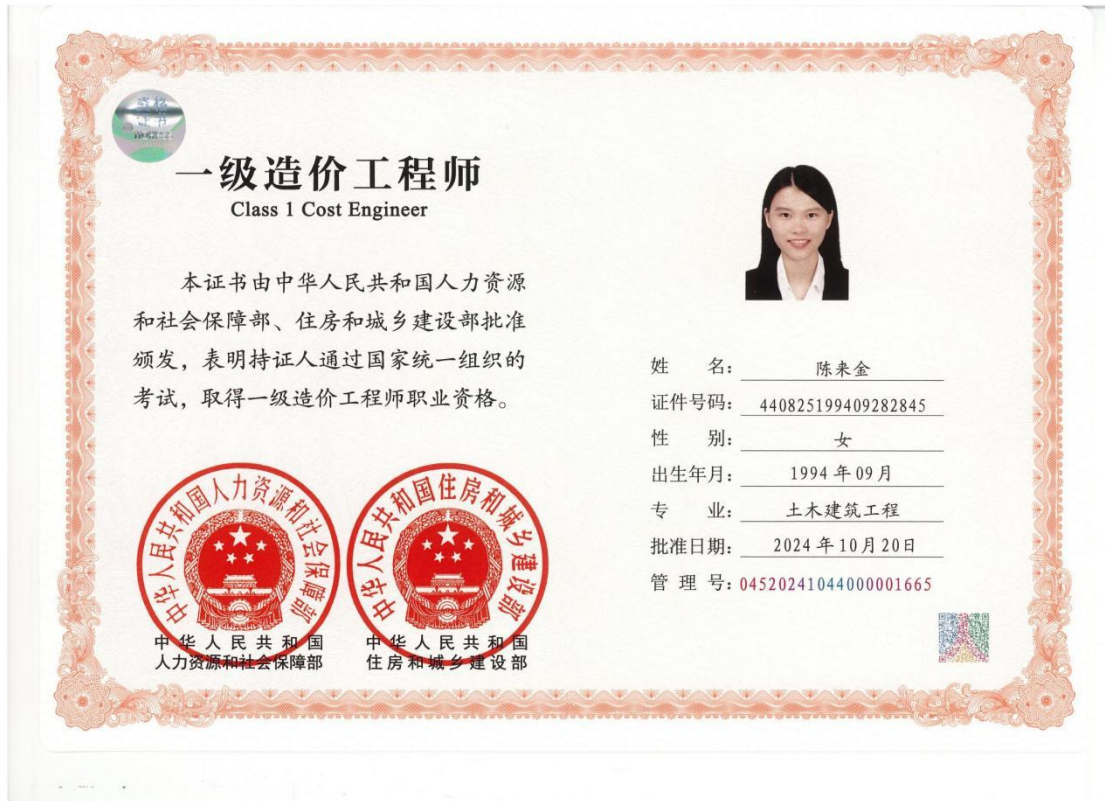 资格
证书
一级造价工程师
Class 1 Cost Engineer
本证书由中华人民共和国人力资源
和社会保障部、住房和城乡建设部批准
颁发，表明持证人通过国家统一组织的
考试，取得一级造价工程师职业资格。
中华人民共和国人力资源和社会保障部
中华人民共和国住房和城乡建设部
中华人民共和国
人力资源和社会保障部
中华人民共和国
住房和城乡建设部
姓 名：陈来金
证件号码：440825199409282845
性 别：女
出生年月：1994年09月
专 业：土木建筑工程
批准日期：2024年10月20日
管 理 号：04520241044000001665